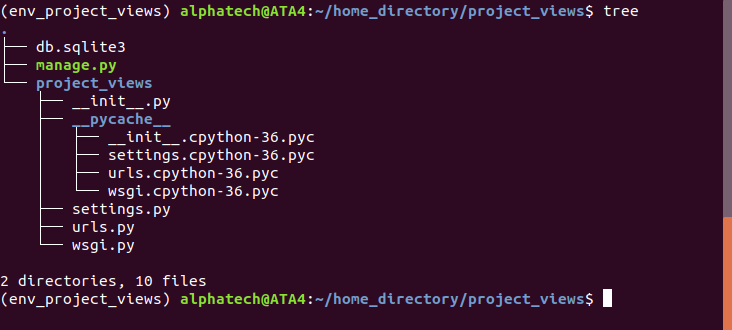 (env_project_views) alphatech@ATA4:~/home_directory/project_views$ tree
.
├── db.sqlite3
├── manage.py
└── project_views
    ├── __init__.py
    ├── __pycache__
    │   ├── __init__.cpython-36.pyc
    │   ├── settings.cpython-36.pyc
    │   ├── urls.cpython-36.pyc
    │   └── wsgi.cpython-36.pyc
    ├── settings.py
    ├── urls.py
    └── wsgi.py

2 directories, 10 files
(env_project_views) alphatech@ATA4:~/home_directory/project_views$